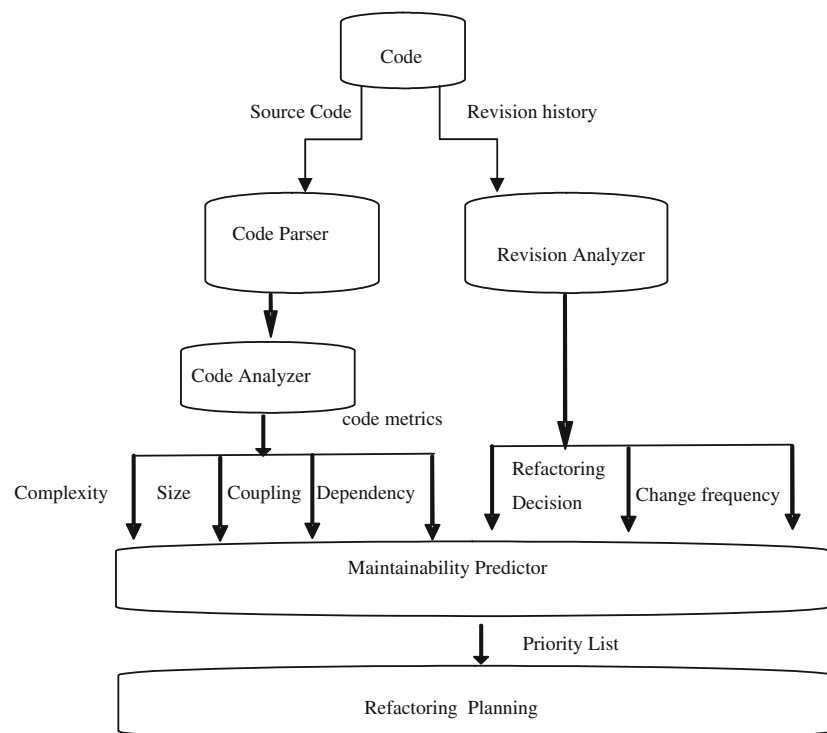 Code
Source Code
Revision history
Code Parser
Revision Analyzer
Code Analyzer
code metrics
Complexity
Size
Coupling
Dependency
Refactoring
Decision
Change frequency
Maintainability Predictor
Priority List
Refactoring Planning